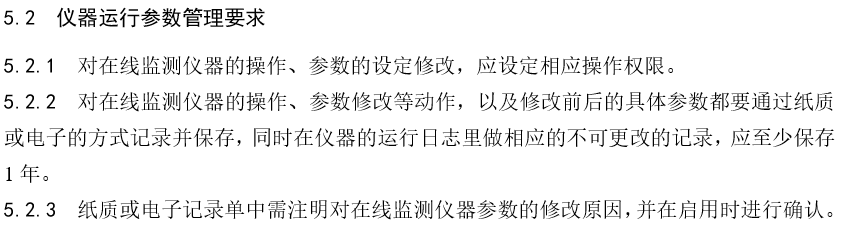 5.2 仪器运行参数管理要求
5.2.1 对在线监测仪器的操作、参数的设定修改，应设定相应操作权限。
5.2.2 对在线监测仪器的操作、参数修改等动作，以及修改前后的具体参数都要通过纸质
或电子的方式记录并保存，同时在仪器的运行日志里做相应的不可更改的记录，应至少保存
1 年。
5.2.3 纸质或电子记录单中需注明对在线监测仪器参数的修改原因，并在启用时进行确认。